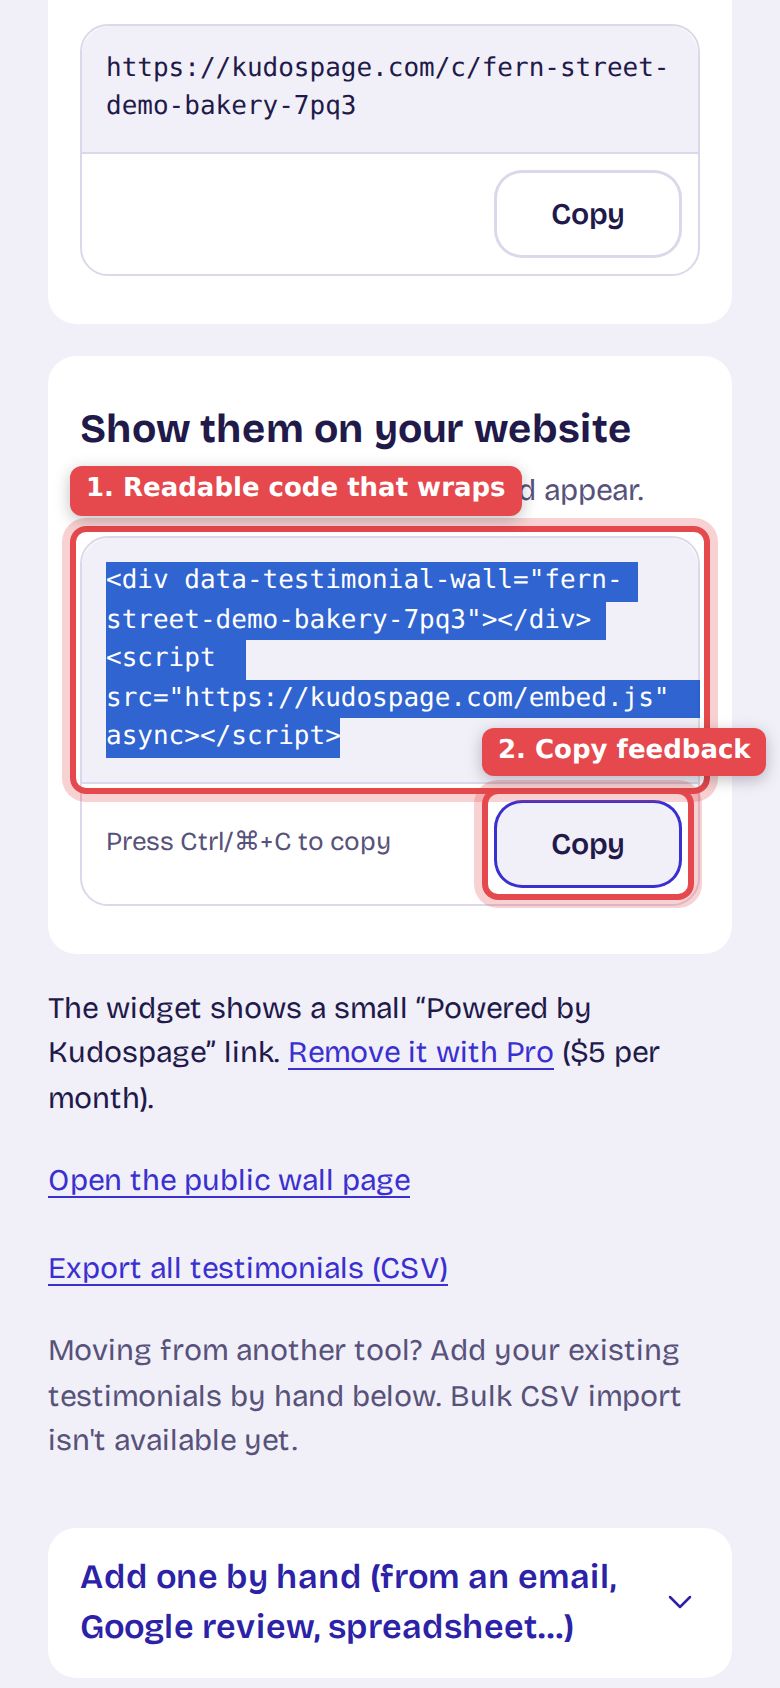 https://kudospage.com/c/fern-street-
demo-bakery-7pq3
Copy
Show them on your website
1. Readable code that wraps
appear.
<div data-testimonial-wall="fern-
street-demo-bakery-7pq3"></div>
<script
src="https://kudospage.com/embed.js"
async></script>
2. Copy feedback
Press Ctrl/⌘+C to copy
Copy
The widget shows a small “Powered by
Kudospage” link. Remove it with Pro ($5 per
month).
Open the public wall page
Export all testimonials (CSV)
Moving from another tool? Add your existing
testimonials by hand below. Bulk CSV import
isn't available yet.
Add one by hand (from an email,
Google review, spreadsheet...)